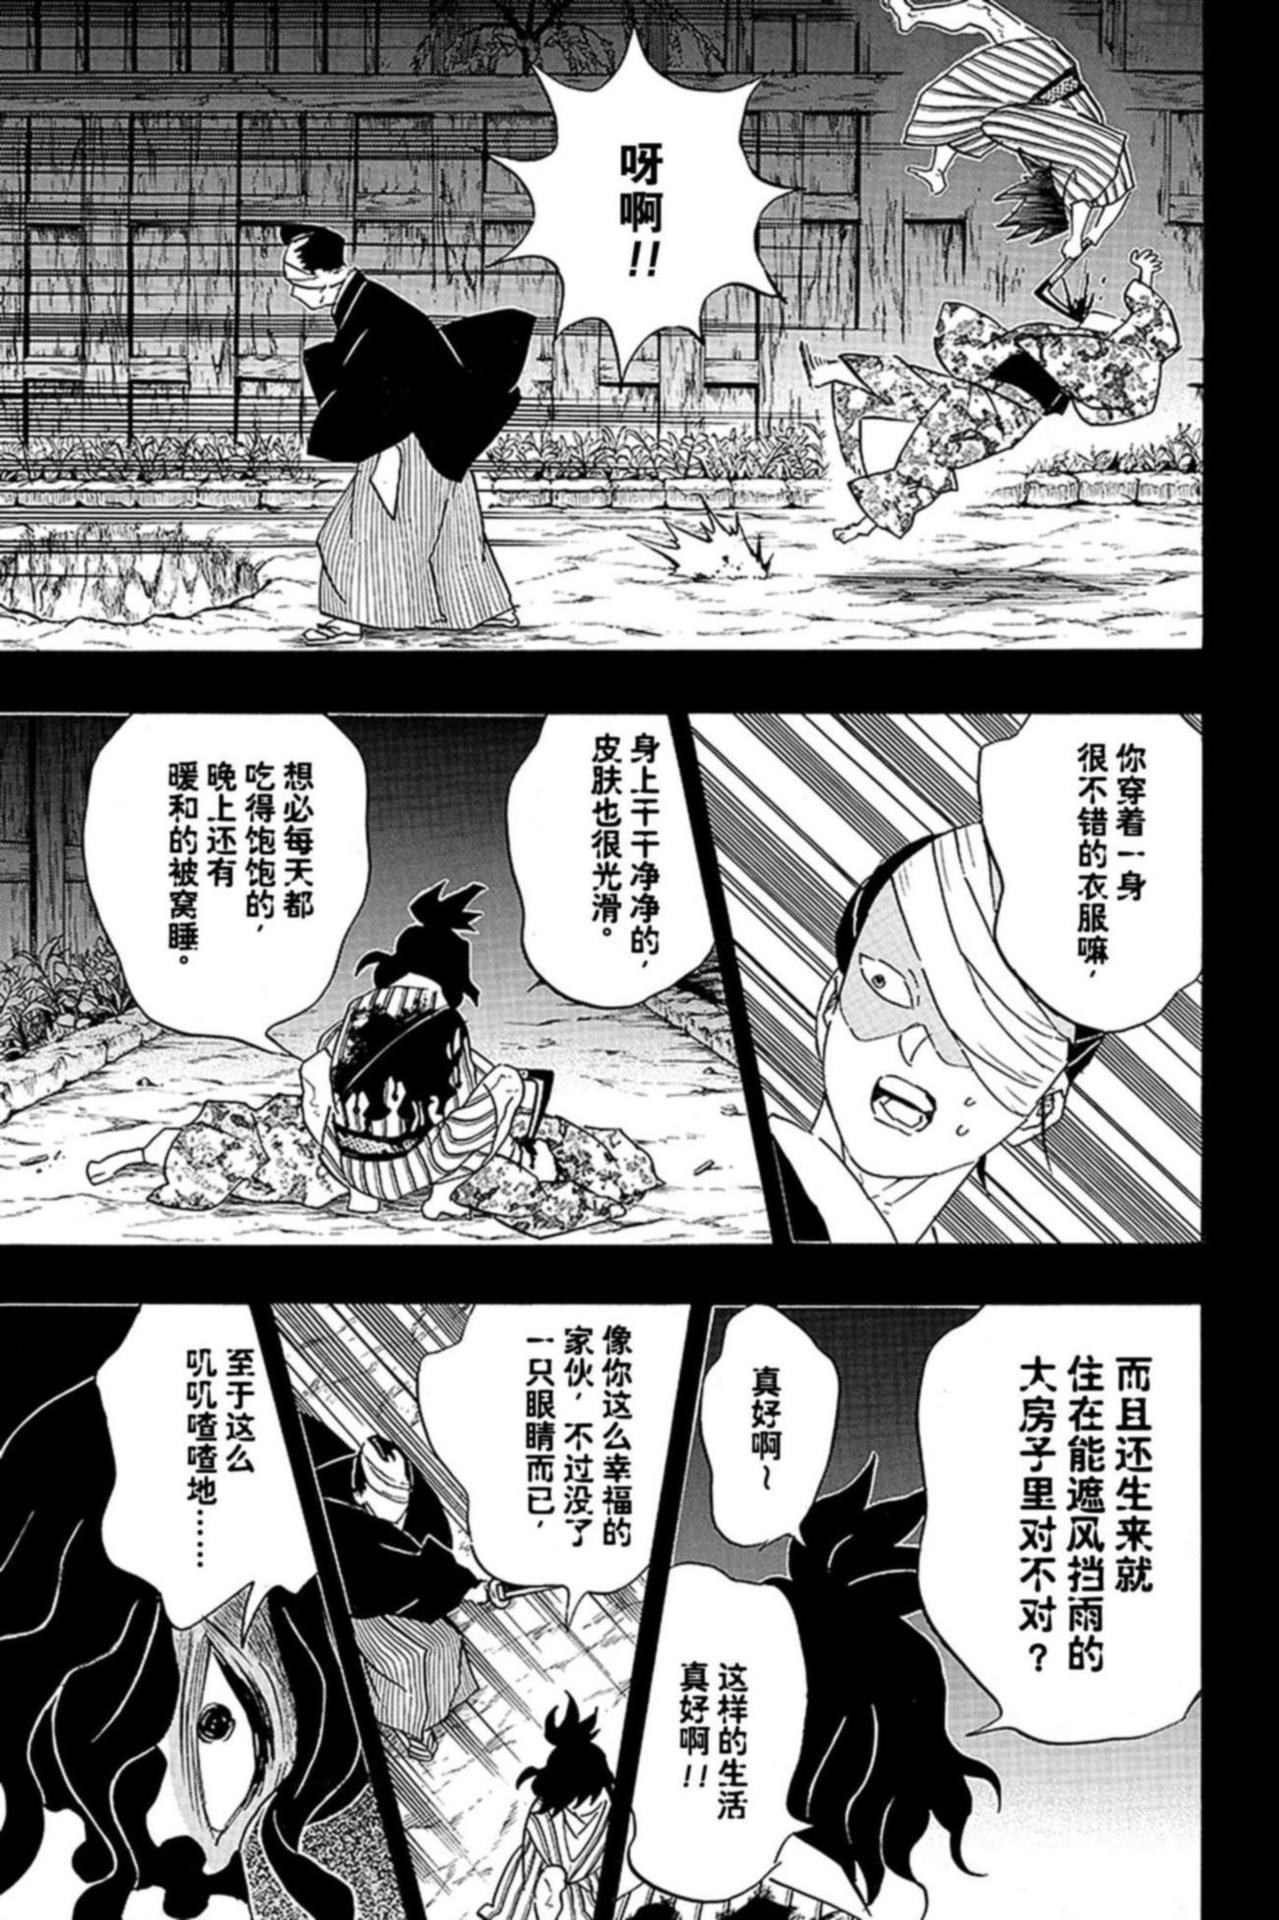 呀啊!!
你穿着一身
很不错的衣服嘛，
身上干干净净的，
皮肤也很光滑。
想必每天都
吃得饱饱的，
晚上还有
暖和的被窝睡。
而且还生来就
住在能遮风挡雨的
大房子里对不对？
真好啊～
这样的生活
真好啊!!
像你这么幸福的
家伙，不过没了
一只眼睛而已，
至于这么
叽叽喳喳地……